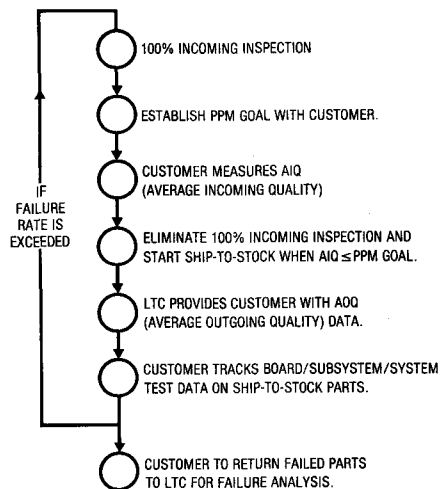 100% INCOMING INSPECTION
ESTABLISH PPM GOAL WITH CUSTOMER.
CUSTOMER MEASURES AIQ
(AVERAGE INCOMING QUALITY)
IF
FAILURE
RATE IS
EXCEEDED
ELIMINATE 100% INCOMING INSPECTION AND
START SHIP-TO-STOCK WHEN AIQ ≤ PPM GOAL.
LTC PROVIDES CUSTOMER WITH AOQ
(AVERAGE OUTGOING QUALITY) DATA.
CUSTOMER TRACKS BOARD/SUBSYSTEM/SYSTEM
TEST DATA ON SHIP-TO-STOCK PARTS.
CUSTOMER TO RETURN FAILED PARTS
TO LTC FOR FAILURE ANALYSIS.